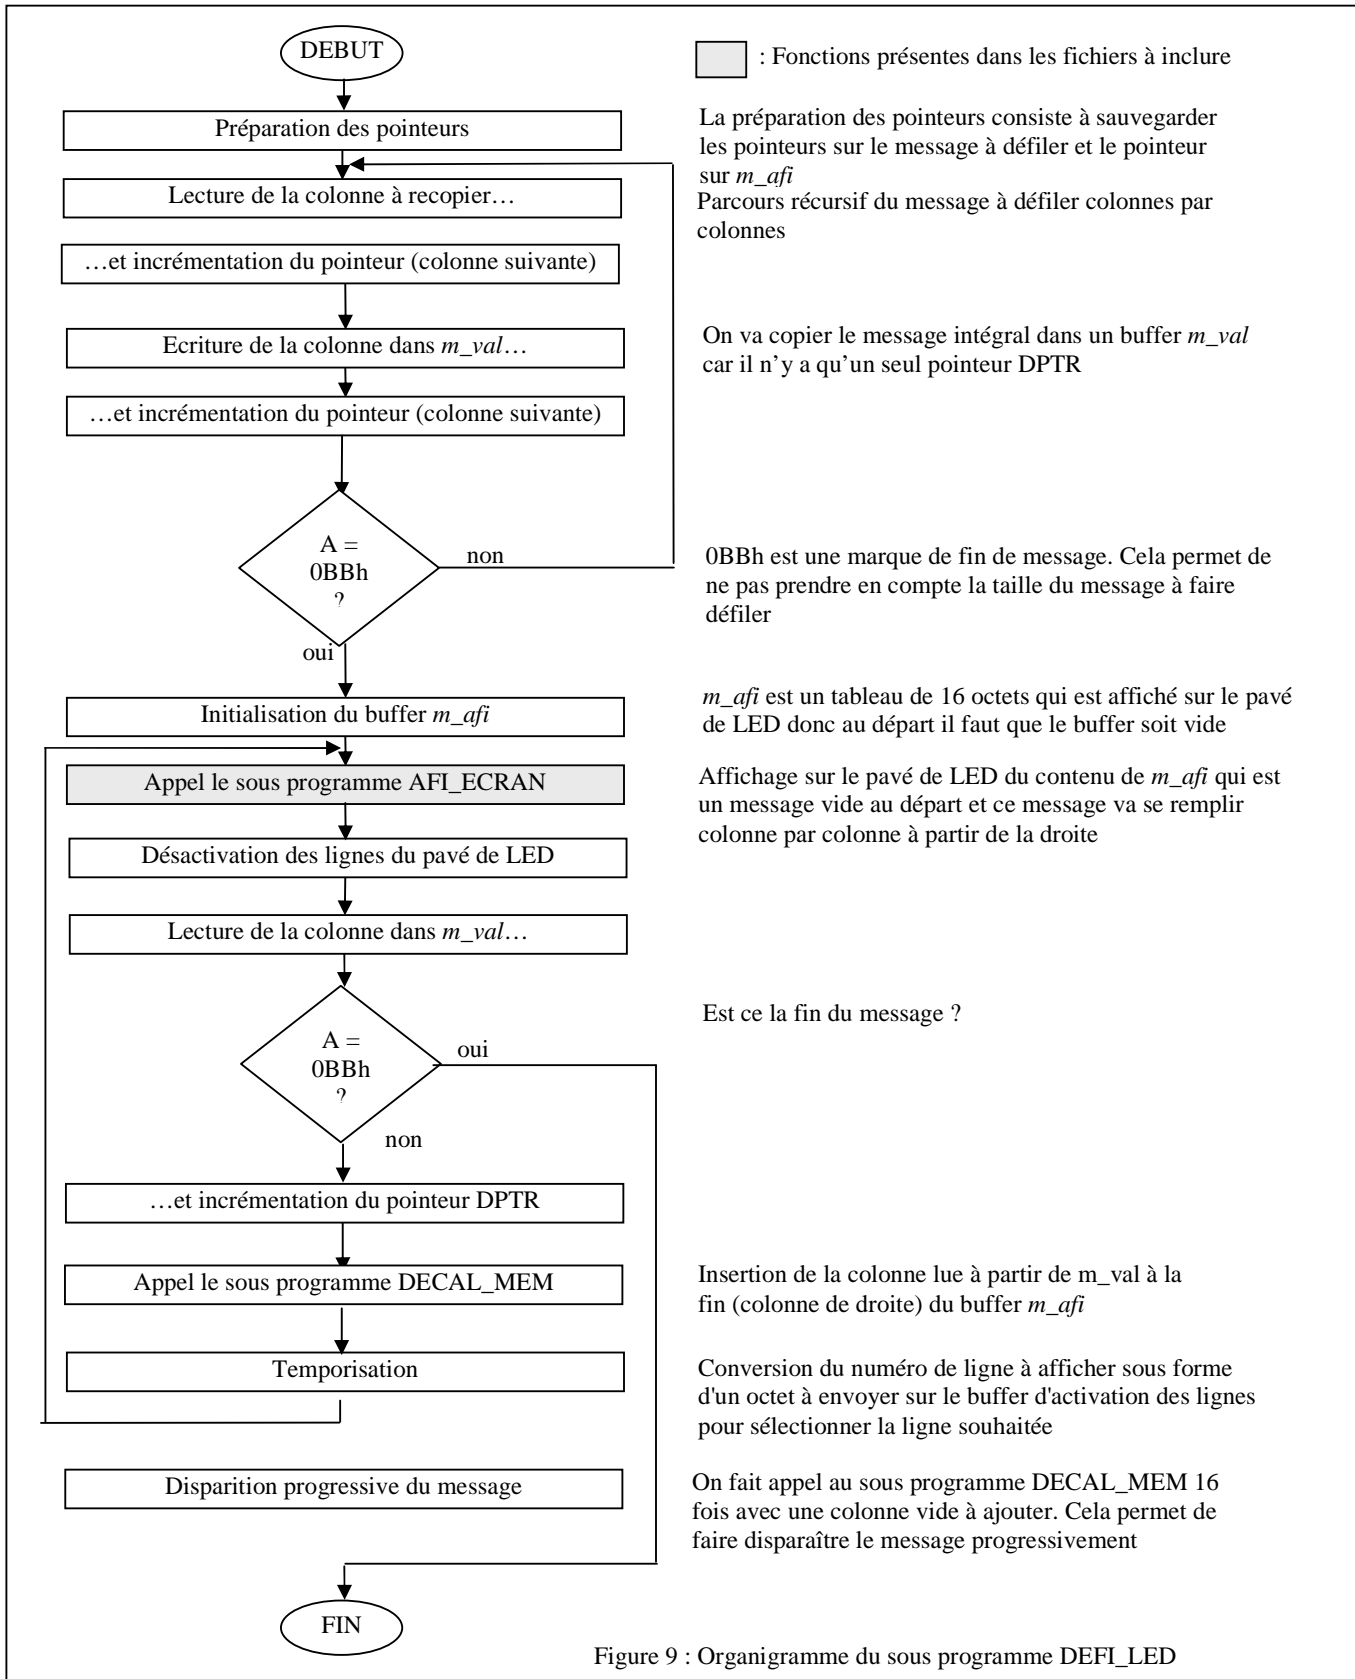 DEBUT
: Fonctions présentes dans les fichiers à inclure
Préparation des pointeurs
La préparation des pointeurs consiste à sauvegarder
les pointeurs sur le message à défiler et le pointeur
sur m_afi
Lecture de la colonne à recopier…
Parcours récursif du message à défiler colonnes par
colonnes
…et incrémentation du pointeur (colonne suivante)
Ecriture de la colonne dans m_val…
On va copier le message intégral dans un buffer m_val
car il n’y a qu’un seul pointeur DPTR
…et incrémentation du pointeur (colonne suivante)
A =
0BBh
?
non
oui
0BBh est une marque de fin de message. Cela permet de
ne pas prendre en compte la taille du message à faire
défiler
Initialisation du buffer m_afi
m_afi est un tableau de 16 octets qui est affiché sur le pavé
de LED donc au départ il faut que le buffer soit vide
Appel le sous programme AFI_ECRAN
Affichage sur le pavé de LED du contenu de m_afi qui est
un message vide au départ et ce message va se remplir
colonne par colonne à partir de la droite
Désactivation des lignes du pavé de LED
Lecture de la colonne dans m_val…
Est ce la fin du message ?
A =
0BBh
?
oui
non
…et incrémentation du pointeur DPTR
Appel le sous programme DECAL_MEM
Insertion de la colonne lue à partir de m_val à la
fin (colonne de droite) du buffer m_afi
Temporisation
Conversion du numéro de ligne à afficher sous forme
d'un octet à envoyer sur le buffer d'activation des lignes
pour sélectionner la ligne souhaitée
Disparition progressive du message
On fait appel au sous programme DECAL_MEM 16
fois avec une colonne vide à ajouter. Cela permet de
faire disparaître le message progressivement
FIN
Figure 9 : Organigramme du sous programme DEFI_LED